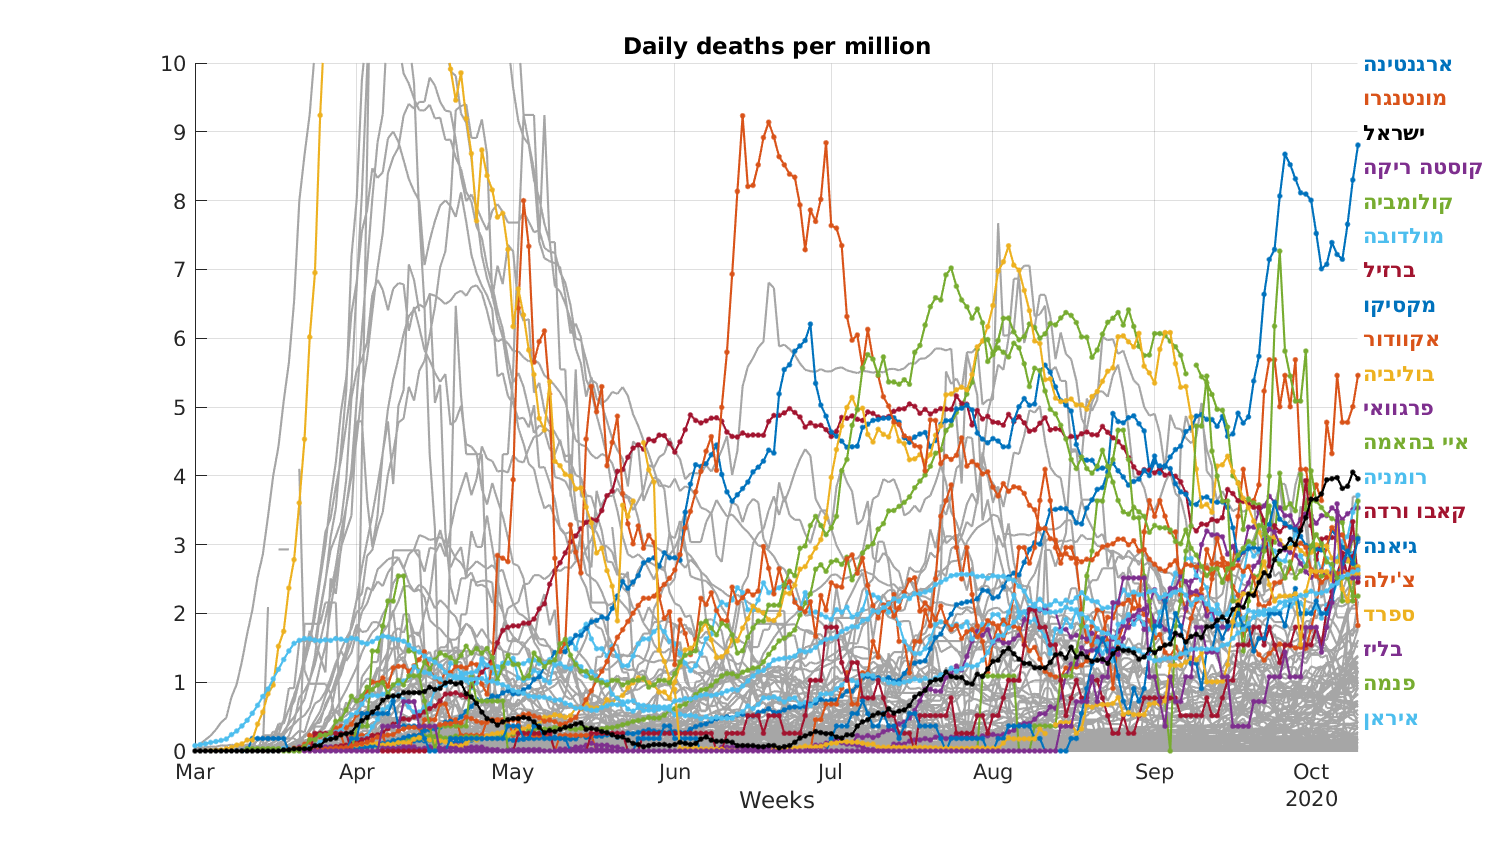 Daily deaths per million
10
9
8
7
6
5
4
3
2
1
0
Mar Apr May Jun Jul Aug Sep Oct
2020
Weeks
ארגנטינה
מונטנגרו
ישראל
קוסטה ריקה
קולומביה
מולדובה
ברזיל
מקסיקו
אקוודור
בוליביה
פרגוואי
איי בהאמה
רומניה
קאבו ורדה
גיאנה
צ'ילה
ספרד
בליז
פנמה
איראן